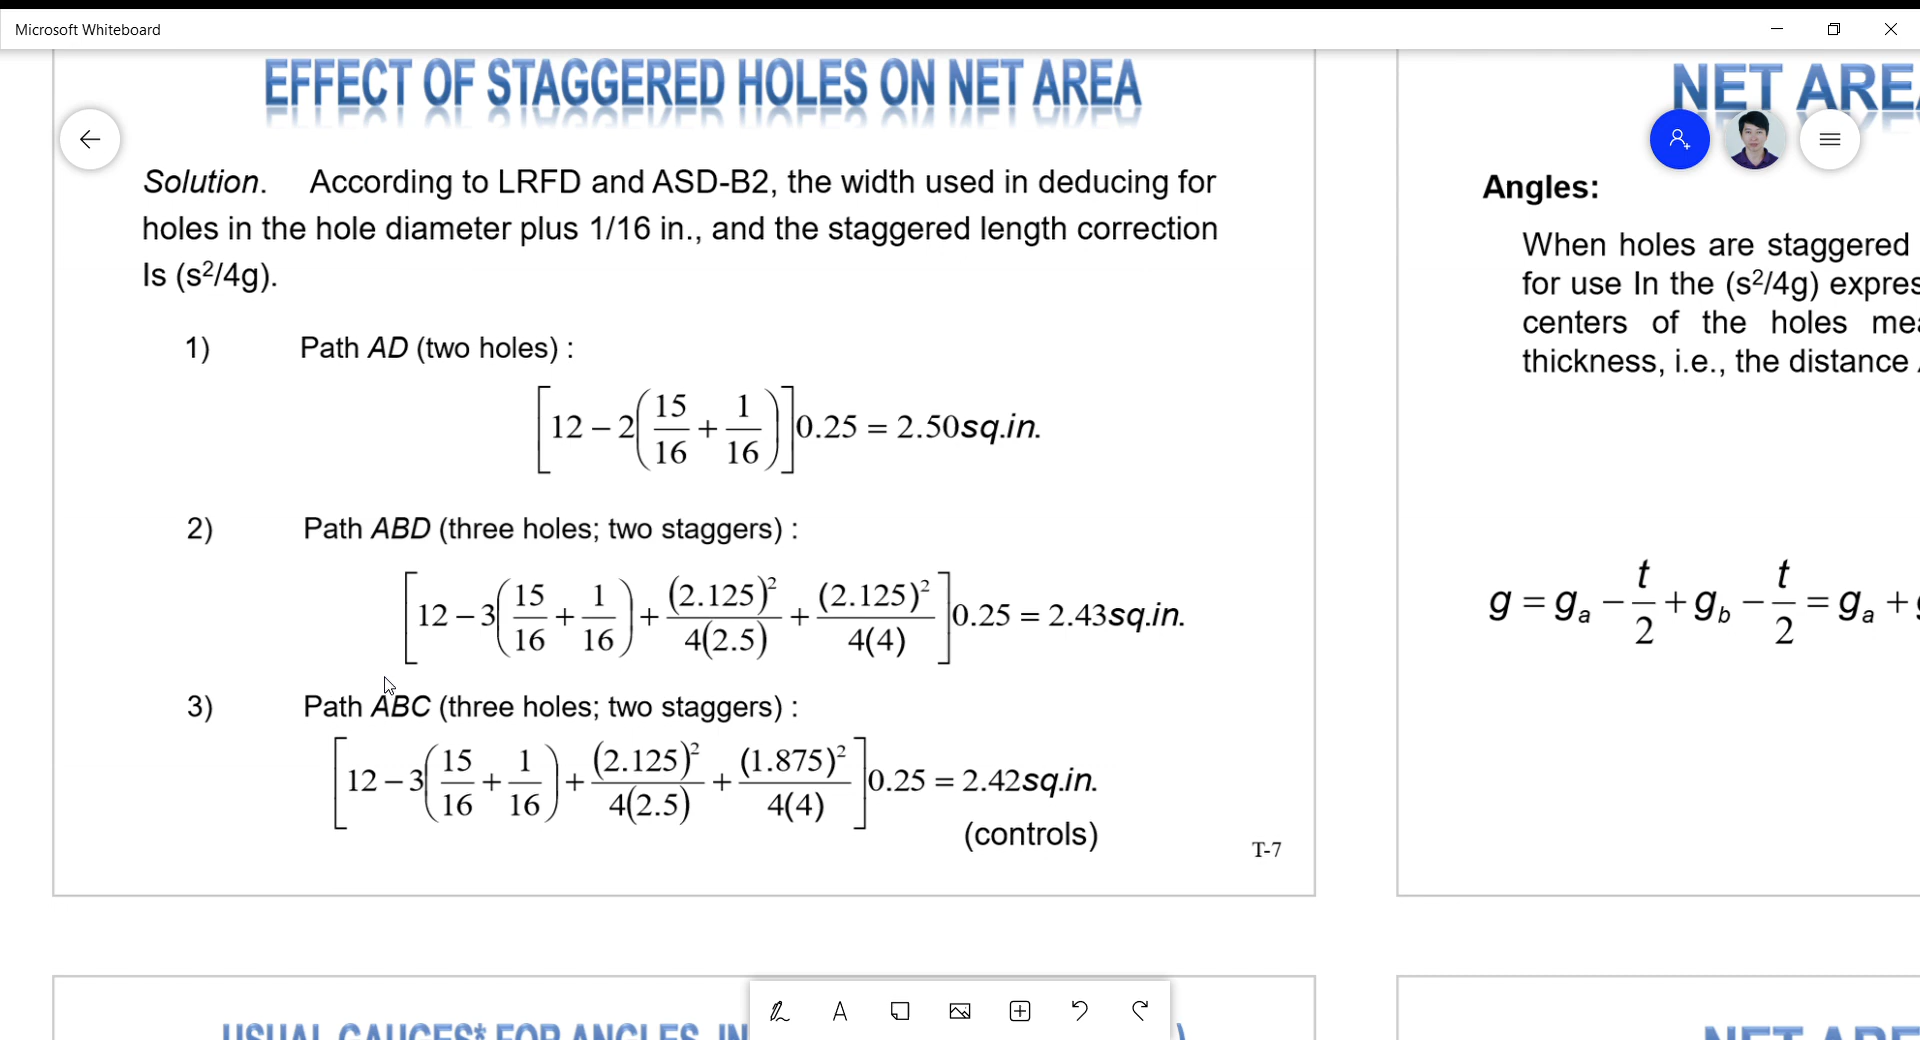 Microsoft Whiteboard
EFFECT OF STAGGERED HOLES ON NET AREA
Solution. According to LRFD and ASD-B2, the width used in deducing for
holes in the hole diameter plus 1/16 in., and the staggered length correction
Is (s²/4g).
1) Path AD (two holes) :
[12 − 2(15/16 + 1/16)]0.25 = 2.50sq.in.
2) Path ABD (three holes; two staggers) :
[12 − 3(15/16 + 1/16) + (2.125)²/4(2.5) + (2.125)²/4(4)]0.25 = 2.43sq.in.
3) Path ABC (three holes; two staggers) :
[12 − 3(15/16 + 1/16) + (2.125)²/4(2.5) + (1.875)²/4(4)]0.25 = 2.42sq.in.
(controls)
T-7
NET ARE
Angles:
When holes are staggered
for use In the (s²/4g)
centers of the holes
thickness, i.e., the distance
g = gₐ − t/2 + g_b − t/2 = gₐ +
USUAL GAUGES* FOR ANGLES, IN
NET ARE